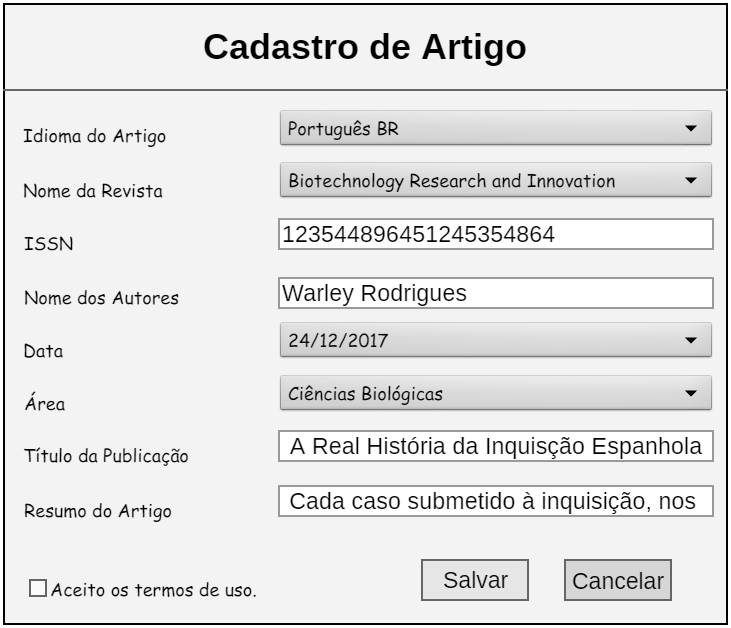 Cadastro de Artigo
Idioma do Artigo Português BR
Nome da Revista Biotechnology Research and Innovation
ISSN 123544896451245354864
Nome dos Autores Warley Rodrigues
Data 24/12/2017
Área Ciências Biológicas
Título da Publicação A Real História da Inquisção Espanhola
Resumo do Artigo Cada caso submetido à inquisição, nos
Aceito os termos de uso. Salvar Cancelar